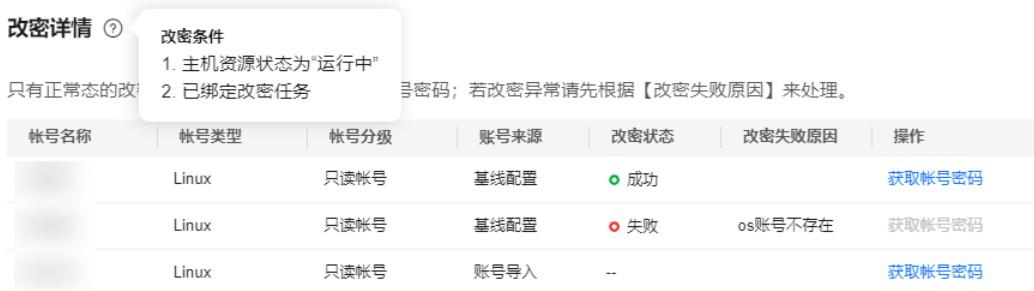 改密详情 ?
改密条件
1. 主机资源状态为“运行中”
2. 已绑定改密任务
只有正常态的改 号密码；若改密异常请先根据【改密失败原因】来处理。
帐号名称 帐号类型 帐号分级 账号来源 改密状态 改密失败原因 操作
Linux 只读帐号 基线配置 成功 获取帐号密码
Linux 只读帐号 基线配置 失败 os账号不存在 获取帐号密码
Linux 只读帐号 账号导入 -- 获取帐号密码